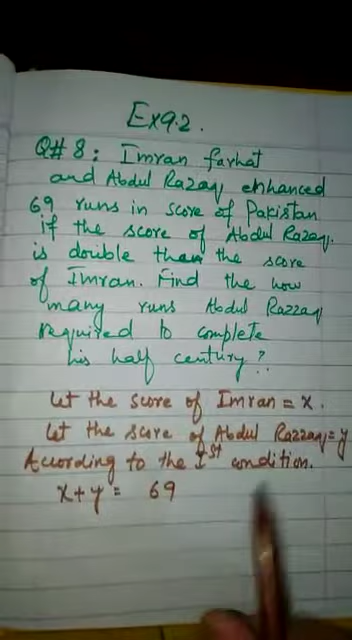 Ex9.2.
Q# 8: Imran farhat
and Abdul Razaq enhanced
69 runs in score of Pakistan
if the score of Abdul Razaq.
is double than the score
of Imran. Find the how
many runs Abdul Razzaq
required to complete
his half century?
Let the score of Imran = x.
Let the score of Abdul Razzaq = y
According to the Ist condition.
x+y = 69